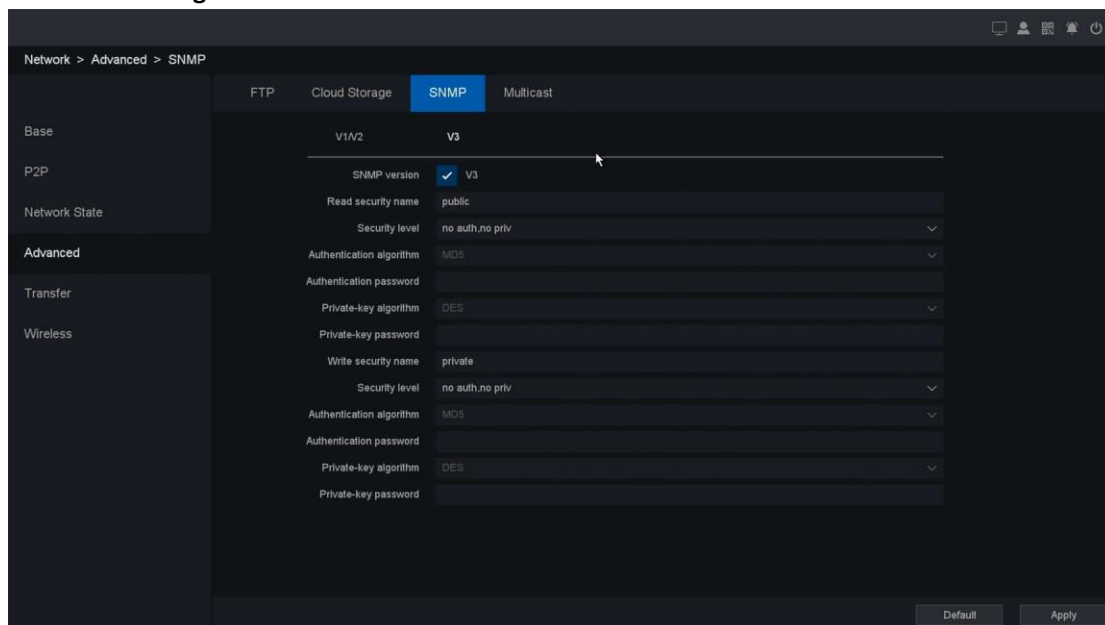 Network > Advanced > SNMP
FTP Cloud Storage SNMP Multicast
Base
P2P
Network State
Advanced
Transfer
Wireless
V1/V2 V3
SNMP version V3
Read security name public
Security level no auth,no priv
Authentication algorithm MD5
Authentication password
Private-key algorithm DES
Private-key password
Write security name private
Security level no auth,no priv
Authentication algorithm MD5
Authentication password
Private-key algorithm DES
Private-key password
Default Apply